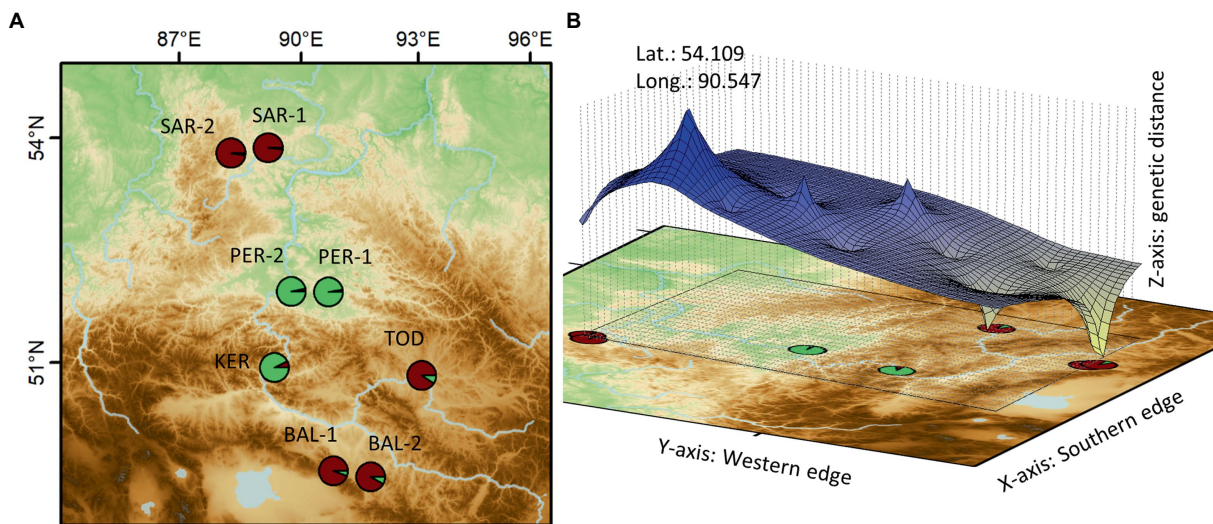 A
87°E 90°E 93°E 96°E
54°N
51°N
SAR-2
SAR-1
PER-2
PER-1
KER
TOD
BAL-1
BAL-2
B
Lat.: 54.109
Long.: 90.547
Z-axis: genetic distance
Y-axis: Western edge
X-axis: Southern edge